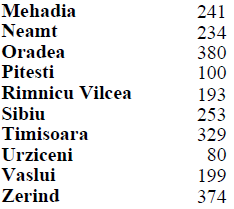 Mehadia 241
Neamt 234
Oradea 380
Pitesti 100
Rimnicu Vilcea 193
Sibiu 253
Timisoara 329
Urziceni 80
Vaslui 199
Zerind 374